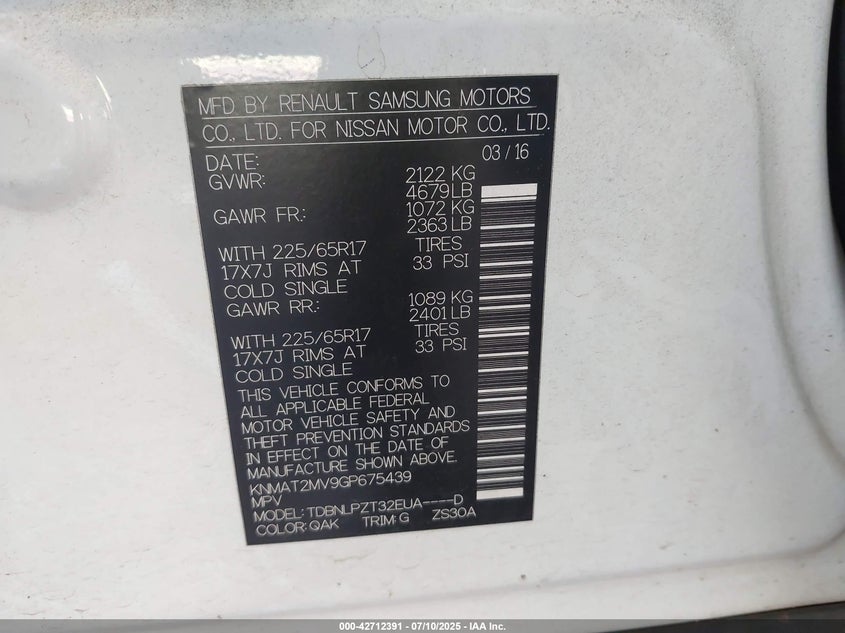 MFD BY RENAULT SAMSUNG MOTORS
CO., LTD. FOR NISSAN MOTOR CO., LTD.
DATE: 03 / 16
GVWR: 2122 KG
4679 LB
GAWR FR.: 1072 KG
2363 LB
WITH 225/65R17 TIRES
17X7J RIMS AT 33 PSI
COLD SINGLE
GAWR RR.: 1089 KG
2401 LB
WITH 225/65R17 TIRES
17X7J RIMS AT 33 PSI
COLD SINGLE
THIS VEHICLE CONFORMS TO
ALL APPLICABLE FEDERAL
MOTOR VEHICLE SAFETY AND
THEFT PREVENTION STANDARDS
IN EFFECT ON THE DATE OF
MANUFACTURE SHOWN ABOVE.
KNMAT2MV9GP675439
MPV
MODEL: TDBNLPZT32EUA----D
COLOR: QAK TRIM: G ZS30A
000-42712391 - 07/10/2025 - IAA Inc.